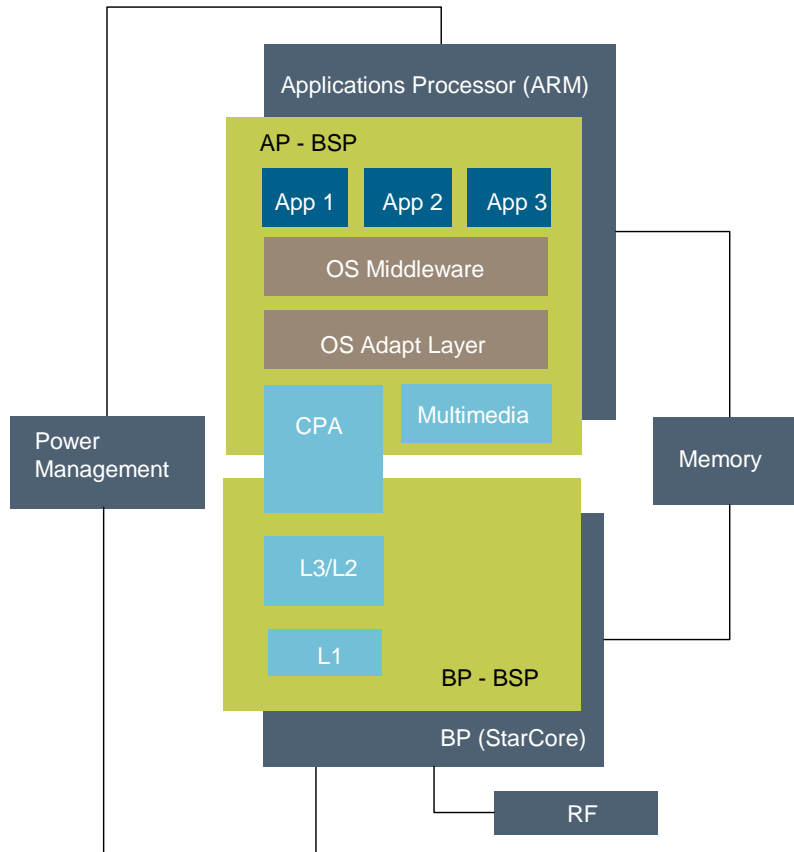 Applications Processor (ARM)
AP - BSP
App 1
App 2
App 3
OS Middleware
OS Adapt Layer
CPA
Multimedia
Power
Management
Memory
L3/L2
L1
BP - BSP
BP (StarCore)
RF